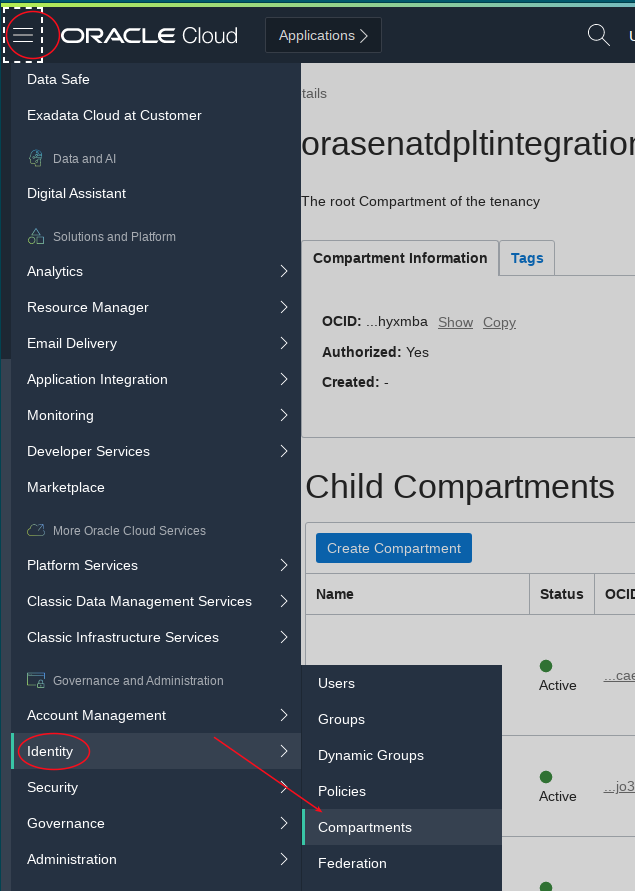 ORACLE Cloud
Applications
U
Data Safe
Exadata Cloud at Customer
Data and AI
Digital Assistant
Solutions and Platform
Analytics
Resource Manager
Email Delivery
Application Integration
Monitoring
Developer Services
Marketplace
More Oracle Cloud Services
Platform Services
Classic Data Management Services
Classic Infrastructure Services
Governance and Administration
Account Management
Identity
Security
Governance
Administration
Users
Groups
Dynamic Groups
Policies
Compartments
Federation
tails
orasenatdpltintegration
The root Compartment of the tenancy
Compartment Information
Tags
OCID: ...hyxmba Show Copy
Authorized: Yes
Created: -
Child Compartments
Create Compartment
Name Status OCID
Active ...cae
Active ...jo3